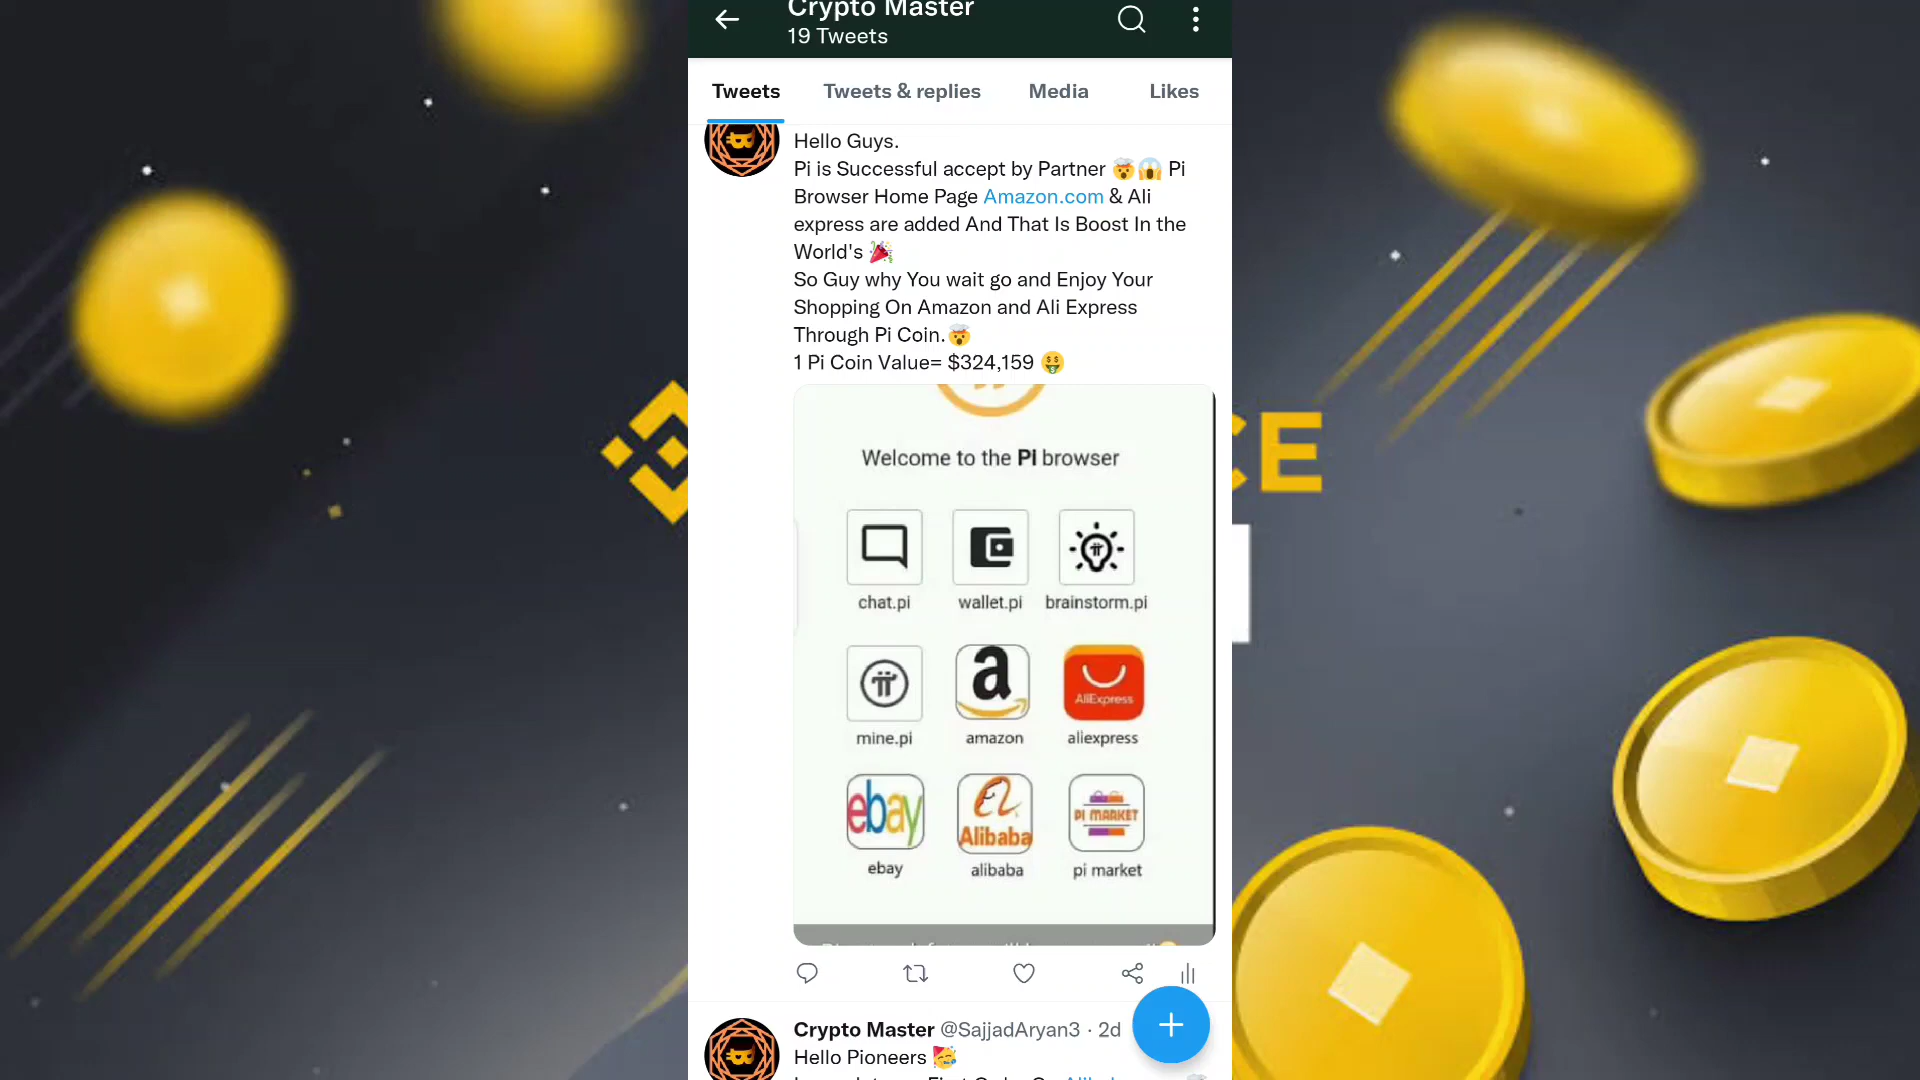 Crypto Master
19 Tweets
Tweets
Tweets & replies
Media
Likes
Hello Guys.
Pi is Successful accept by Partner 🤯😱 Pi
Browser Home Page Amazon.com & Ali
express are added And That Is Boost In the
World's 🎉
So Guy why You wait go and Enjoy Your
Shopping On Amazon and Ali Express
Through Pi Coin.🤯
1 Pi Coin Value= $324,159 🤑
Welcome to the Pi browser
chat.pi
wallet.pi
brainstorm.pi
a
AliExpress
mine.pi
amazon
aliexpress
ebay
Alibaba
PI MARKET
ebay
alibaba
pi market
CE
Crypto Master @SajjadAryan3 · 2d
Hello Pioneers 🥳